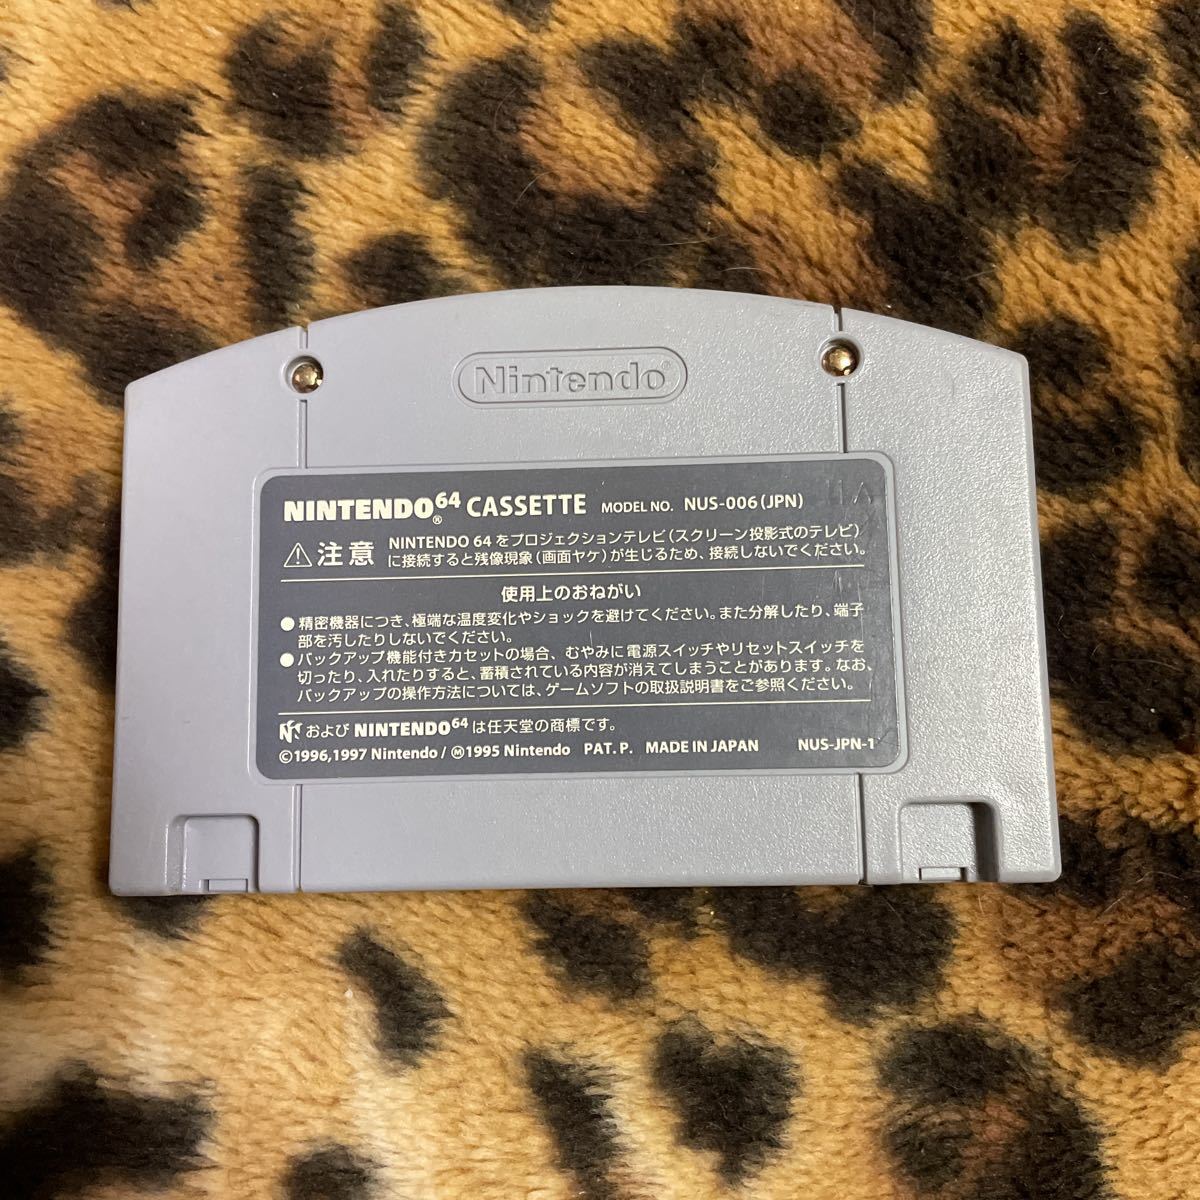 Nintendo®
NINTENDO64® CASSETTE MODEL NO. NUS-006(JPN)
⚠注意 NINTENDO 64をプロジェクションテレビ(スクリーン投影式のテレビ)
に接続すると残像現象(画面ヤケ)が生じるため、接続しないでください。
使用上のおねがい
●精密機器につき、極端な温度変化やショックを避けてください。また分解したり、端子
部を汚したりしないでください。
●バックアップ機能付きカセットの場合、むやみに電源スイッチやリセットスイッチを
切ったり、入れたりすると、蓄積されている内容が消えてしまうことがあります。なお、
バックアップの操作方法については、ゲームソフトの取扱説明書をご参照ください。
および NINTENDO64 は任天堂の商標です。
©1996,1997 Nintendo / Ⓜ1995 Nintendo PAT. P. MADE IN JAPAN NUS-JPN-1